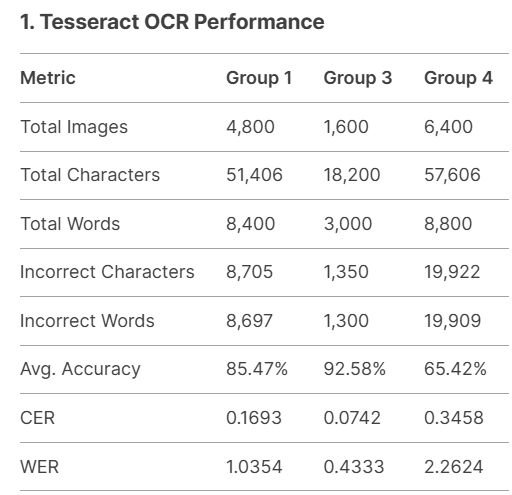 1. Tesseract OCR Performance
Metric Group 1 Group 3 Group 4
Total Images 4,800 1,600 6,400
Total Characters 51,406 18,200 57,606
Total Words 8,400 3,000 8,800
Incorrect Characters 8,705 1,350 19,922
Incorrect Words 8,697 1,300 19,909
Avg. Accuracy 85.47% 92.58% 65.42%
CER 0.1693 0.0742 0.3458
WER 1.0354 0.4333 2.2624